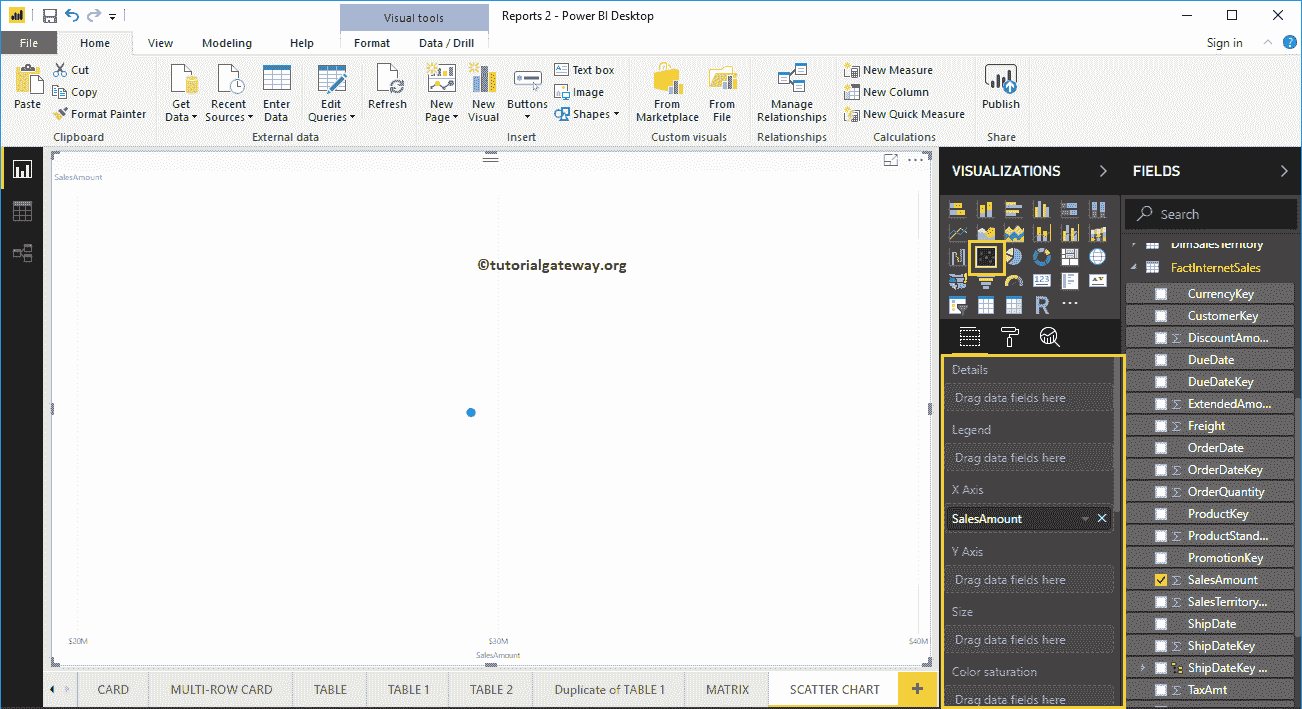 Visual tools
Reports 2 - Power BI Desktop
File
Home
View
Modeling
Help
Format
Data / Drill
Sign in
?
Paste
Cut
Copy
Format Painter
Clipboard
Get
Data
Recent
Sources
Enter
Data
Edit
Queries
External data
Refresh
New
Page
New
Visual
Buttons
Text box
Image
Shapes
Insert
From
Marketplace
From
File
Custom visuals
Manage
Relationships
Relationships
New Measure
New Column
New Quick Measure
Calculations
Publish
Share
SalesAmount
©tutorialgateway.org
$20M
$30M
$40M
SalesAmount
VISUALIZATIONS
123
R
Details
Drag data fields here
Legend
Drag data fields here
X Axis
SalesAmount
Y Axis
Drag data fields here
Size
Drag data fields here
Color saturation
Drag data fields here
FIELDS
Search
DimSalesTerritory
FactInternetSales
CurrencyKey
CustomerKey
DiscountAmo...
DueDate
DueDateKey
ExtendedAmo...
Freight
OrderDate
OrderDateKey
OrderQuantity
ProductKey
ProductStand...
PromotionKey
SalesAmount
SalesTerritory...
ShipDate
ShipDateKey
ShipDateKey ...
TaxAmt
CARD
MULTI-ROW CARD
TABLE
TABLE 1
TABLE 2
Duplicate of TABLE 1
MATRIX
SCATTER CHART